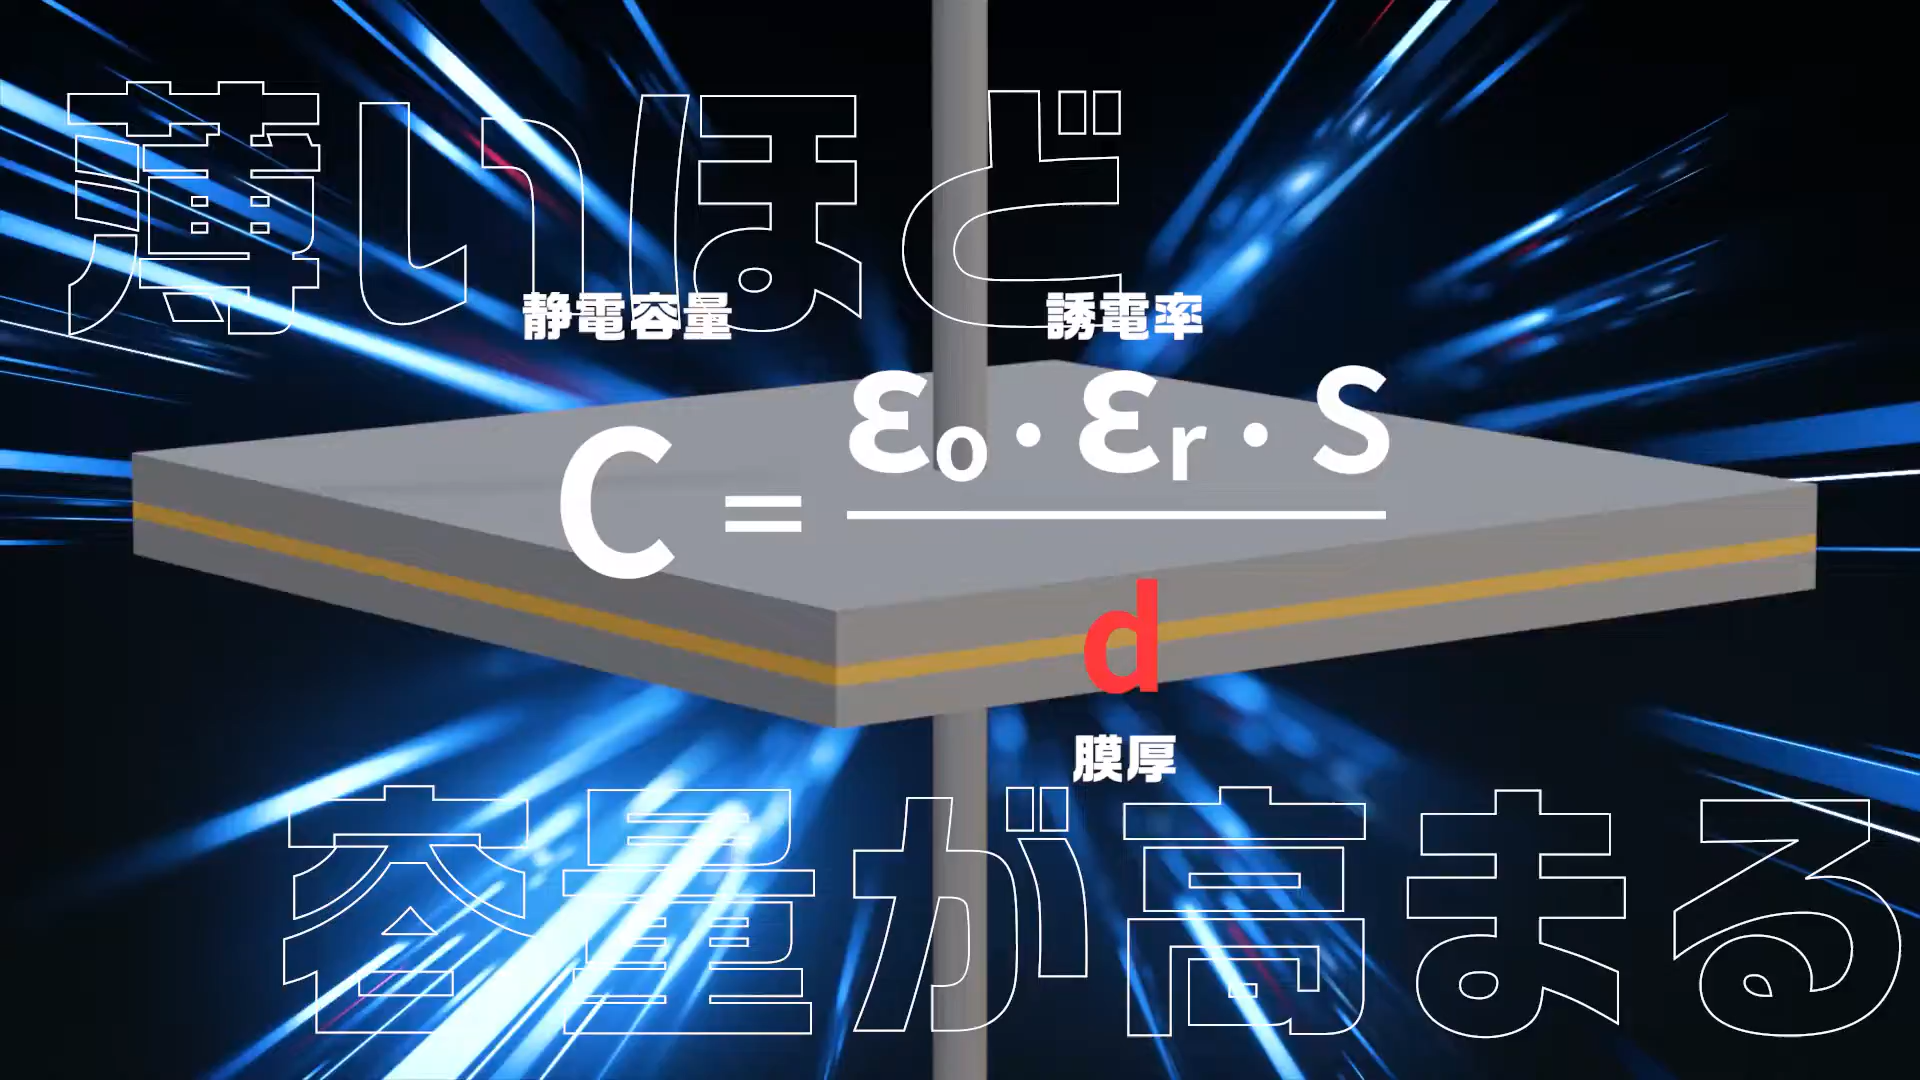 薄いほど
静電容量
誘電率
C = εo・εr・S
d
膜厚
容量が高まる